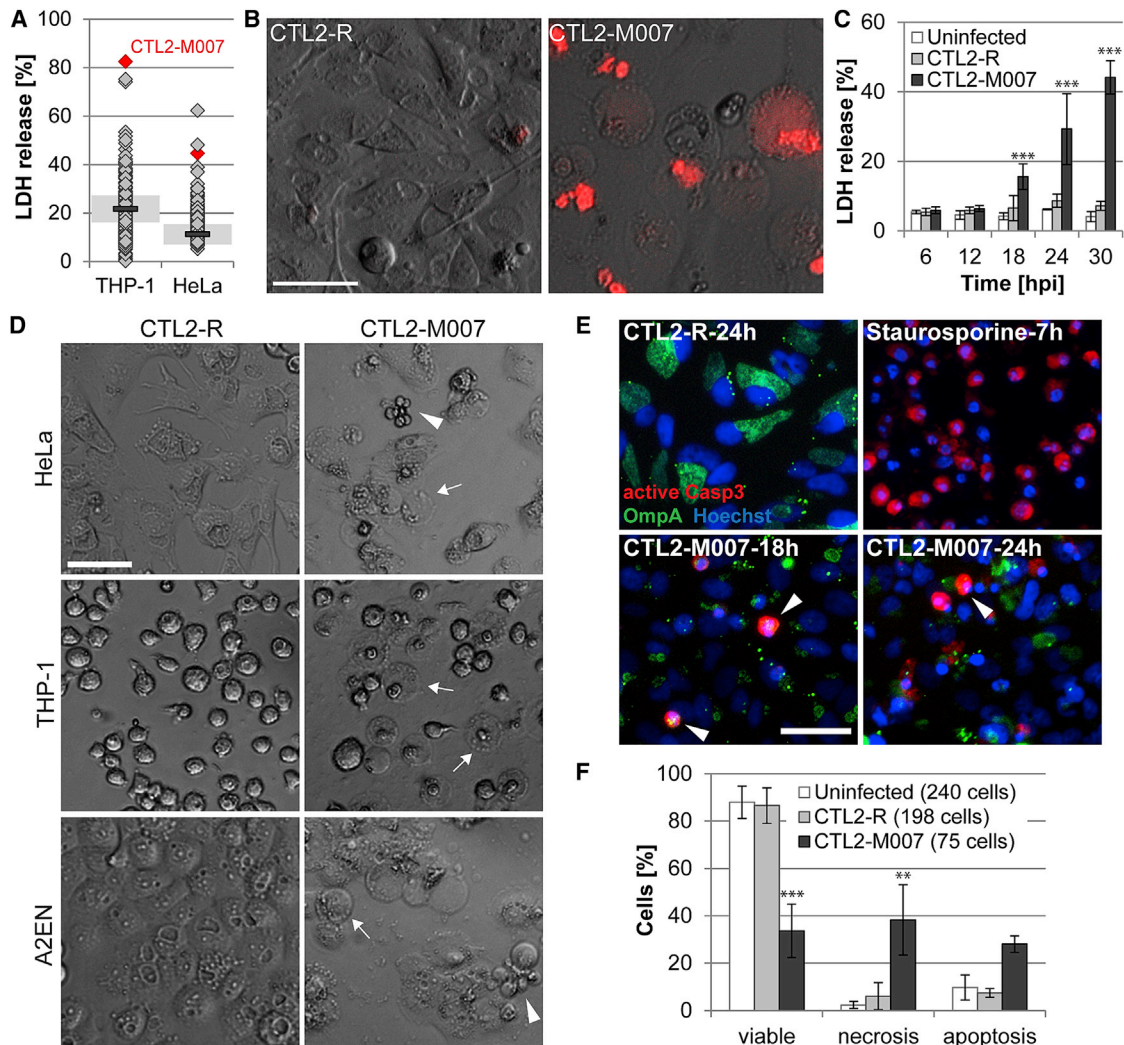 A
LDH release [%]
100
80
60
40
20
0
CTL2-M007
THP-1 HeLa
B
CTL2-R
CTL2-M007
C
LDH release [%]
60
40
20
0
Uninfected
CTL2-R
CTL2-M007
***
***
***
6 12 18 24 30
Time [hpi]
D
CTL2-R
CTL2-M007
HeLa
THP-1
A2EN
E
CTL2-R-24h
Staurosporine-7h
active Casp3
OmpA Hoechst
CTL2-M007-18h
CTL2-M007-24h
F
Cells [%]
100
80
60
40
20
0
Uninfected (240 cells)
CTL2-R (198 cells)
CTL2-M007 (75 cells)
***
**
viable necrosis apoptosis